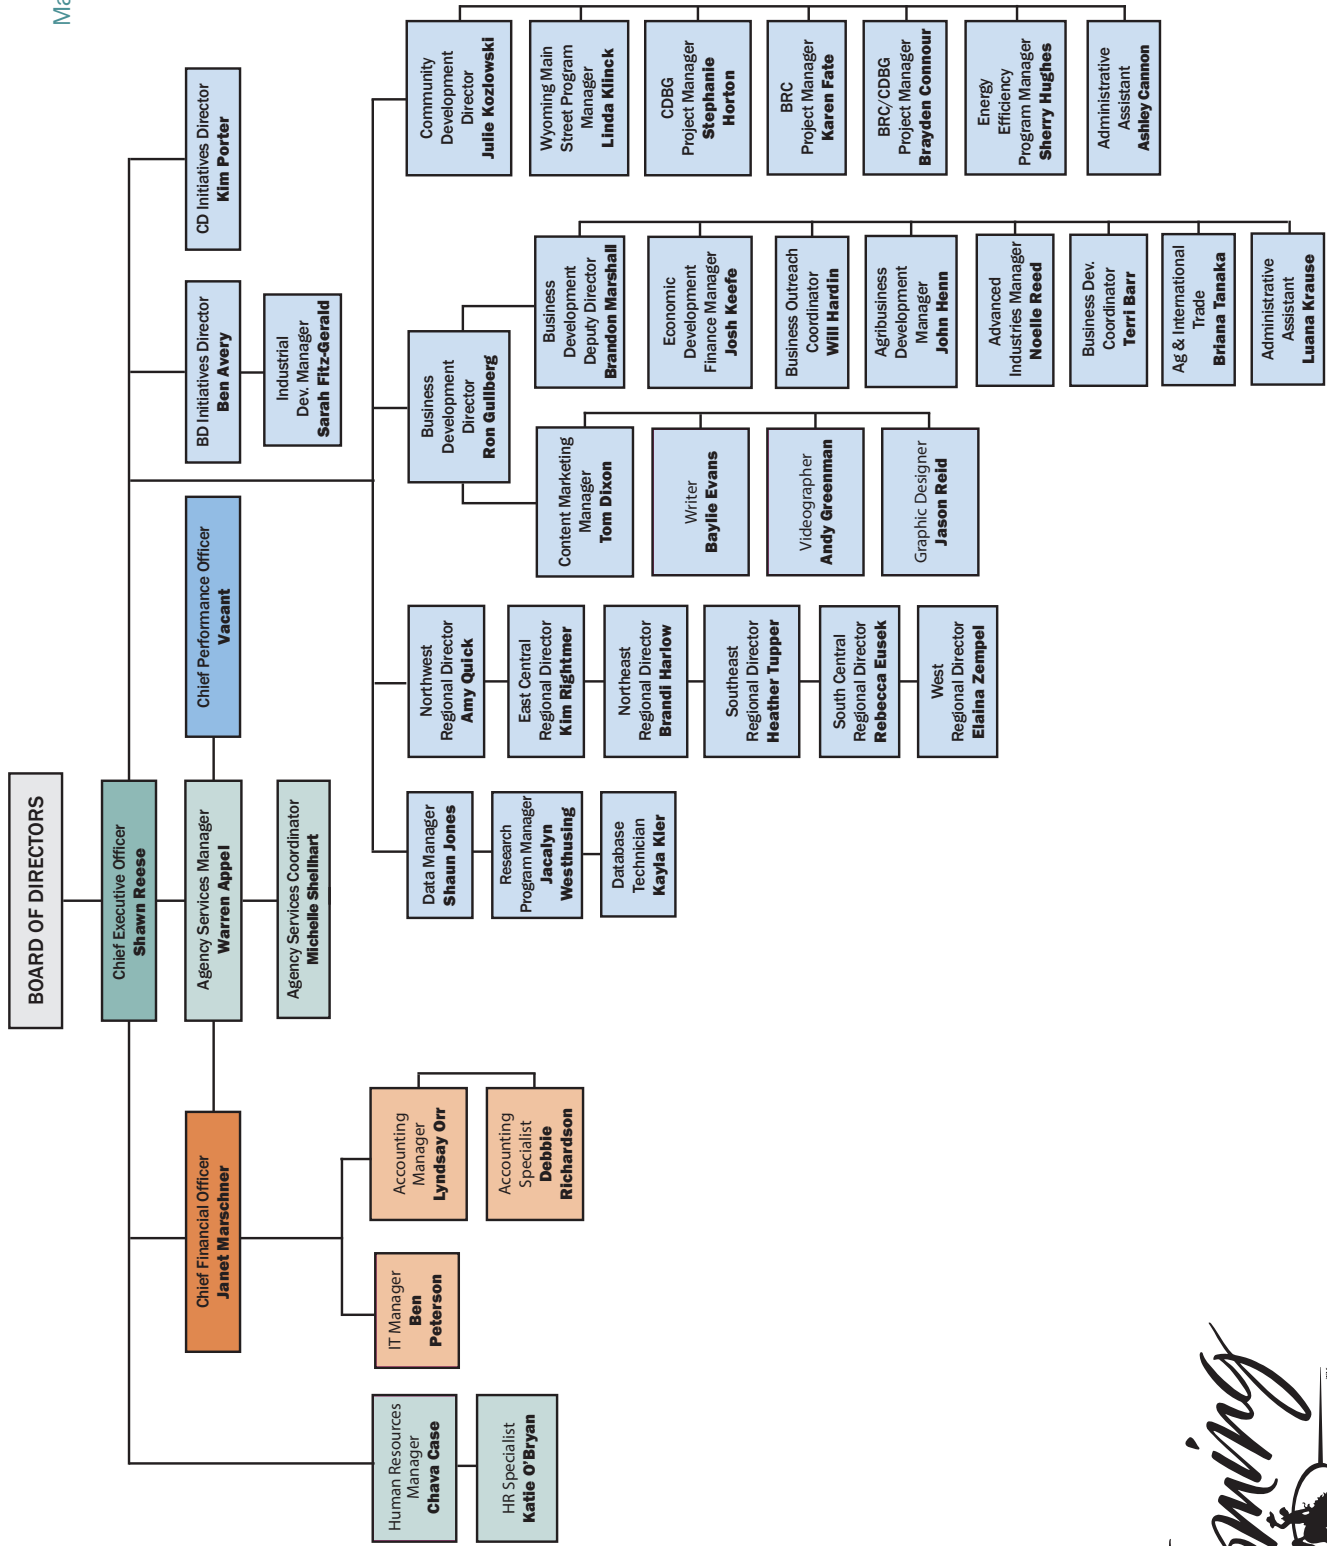 Ma
BOARD OF DIRECTORS
Chief Executive Officer
Shawn Reese
Agency Services Manager
Warren Appel
Agency Services Coordinator
Michelle Shellhart
Chief Financial Officer
Janet Marschner
Chief Performance Officer
Vacant
BD Initiatives Director
Ben Avery
Industrial
Dev. Manager
Sarah Fitz-Gerald
CD Initiatives Director
Kim Porter
Human Resources
Manager
Chava Case
HR Specialist
Katie O'Bryan
IT Manager
Ben
Peterson
Accounting
Manager
Lyndsay Orr
Accounting
Specialist
Debbie
Richardson
Data Manager
Shaun Jones
Research
Program Manager
Jacalyn
Westhusing
Database
Technician
Kayla Kler
Northwest
Regional Director
Amy Quick
East Central
Regional Director
Kim Rightmer
Northeast
Regional Director
Brandi Harlow
Southeast
Regional Director
Heather Tupper
South Central
Regional Director
Rebecca Eusek
West
Regional Director
Elaina Zempel
Business
Development
Director
Ron Gullberg
Content Marketing
Manager
Tom Dixon
Writer
Baylie Evans
Videographer
Andy Greenman
Graphic Designer
Jason Reid
Business
Development
Deputy Director
Brandon Marshall
Economic
Development
Finance Manager
Josh Keefe
Business Outreach
Coordinator
Will Hardin
Agribusiness
Development
Manager
John Henn
Advanced
Industries Manager
Noelle Reed
Business Dev.
Coordinator
Terri Barr
Ag & International
Trade
Briana Tanaka
Administrative
Assistant
Luana Krause
Community
Development
Director
Julie Kozlowski
Wyoming Main
Street Program
Manager
Linda Klinck
CDBG
Project Manager
Stephanie
Horton
BRC
Project Manager
Karen Fate
BRC/CDBG
Project Manager
Brayden Connour
Energy
Efficiency
Program Manager
Sherry Hughes
Administrative
Assistant
Ashley Cannon
ming